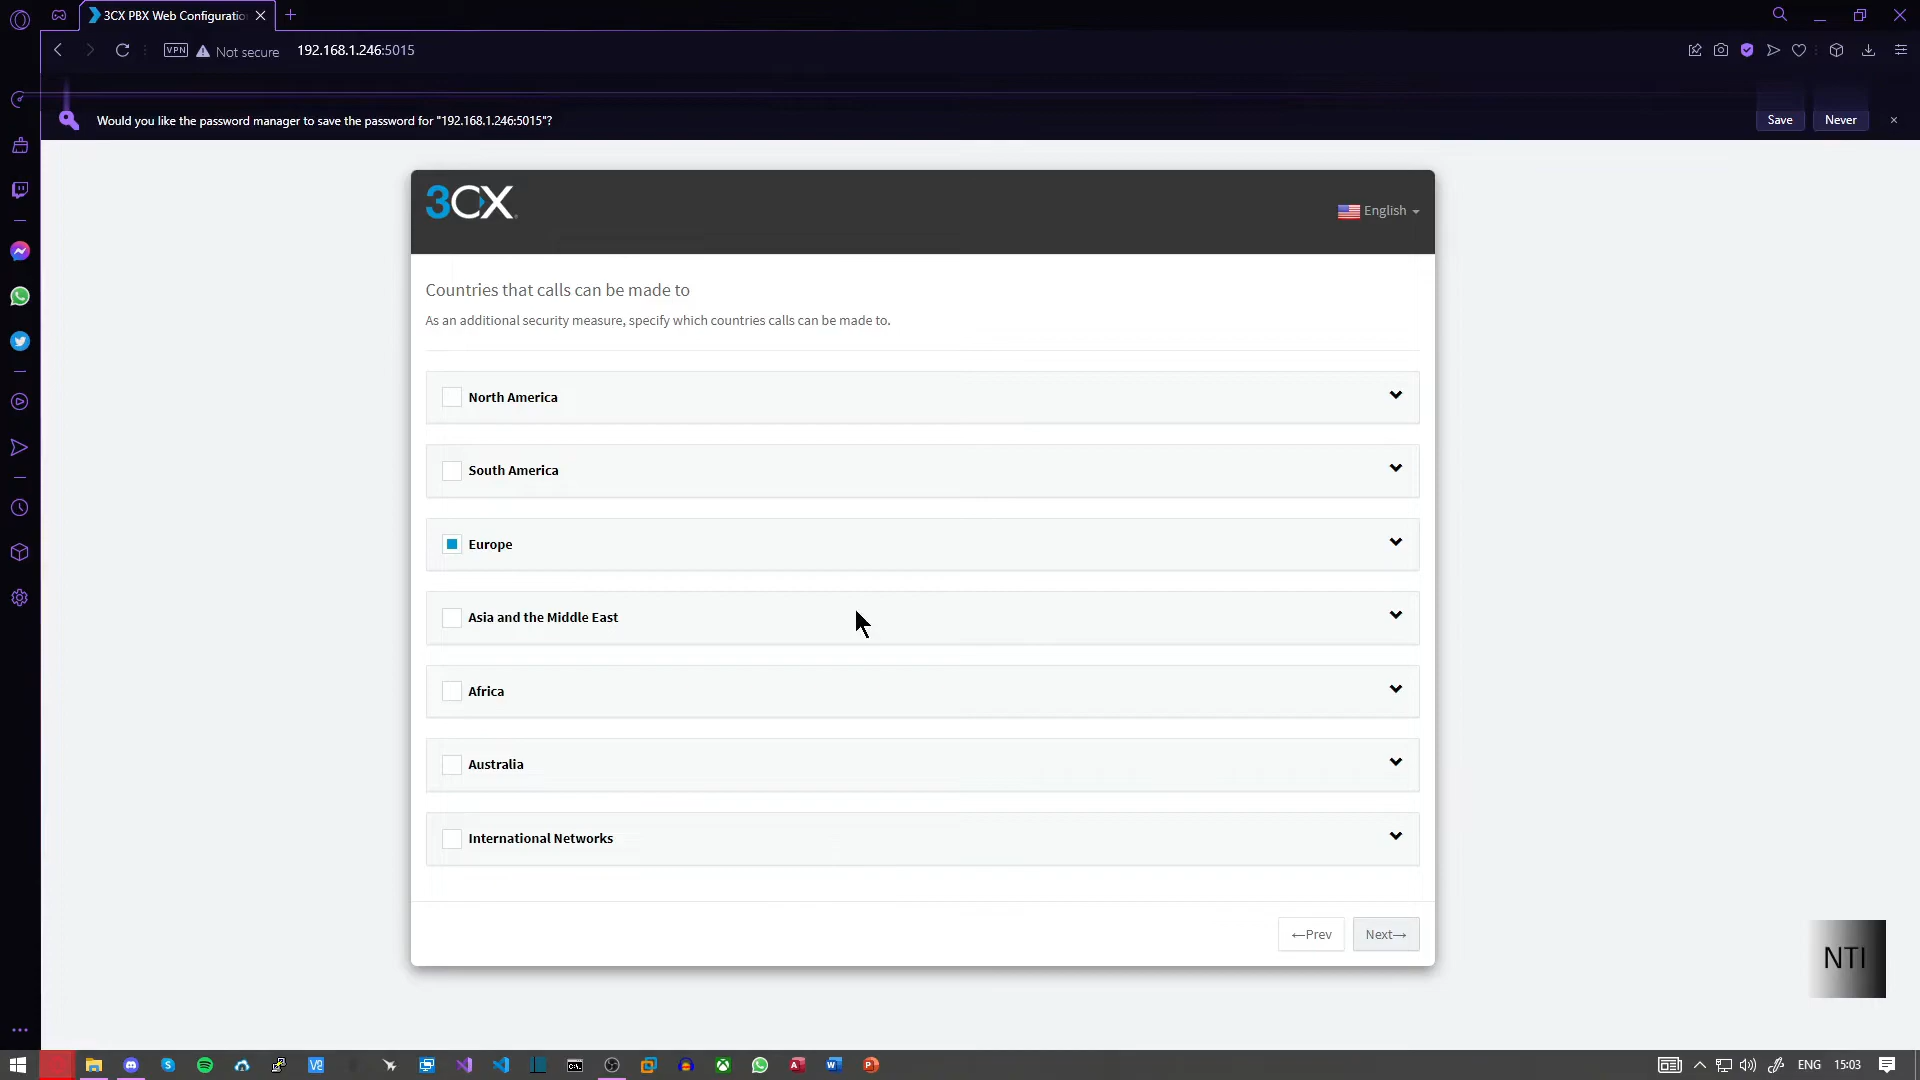 3CX PBX Web Configuratio
VPN
Not secure
192.168.1.246:5015
Would you like the password manager to save the password for "192.168.1.246:5015"?
Save
Never
3CX
English
Countries that calls can be made to
As an additional security measure, specify which countries calls can be made to.
North America
South America
Europe
Asia and the Middle East
Africa
Australia
International Networks
←Prev
Next→
NTI
ENG
15:03